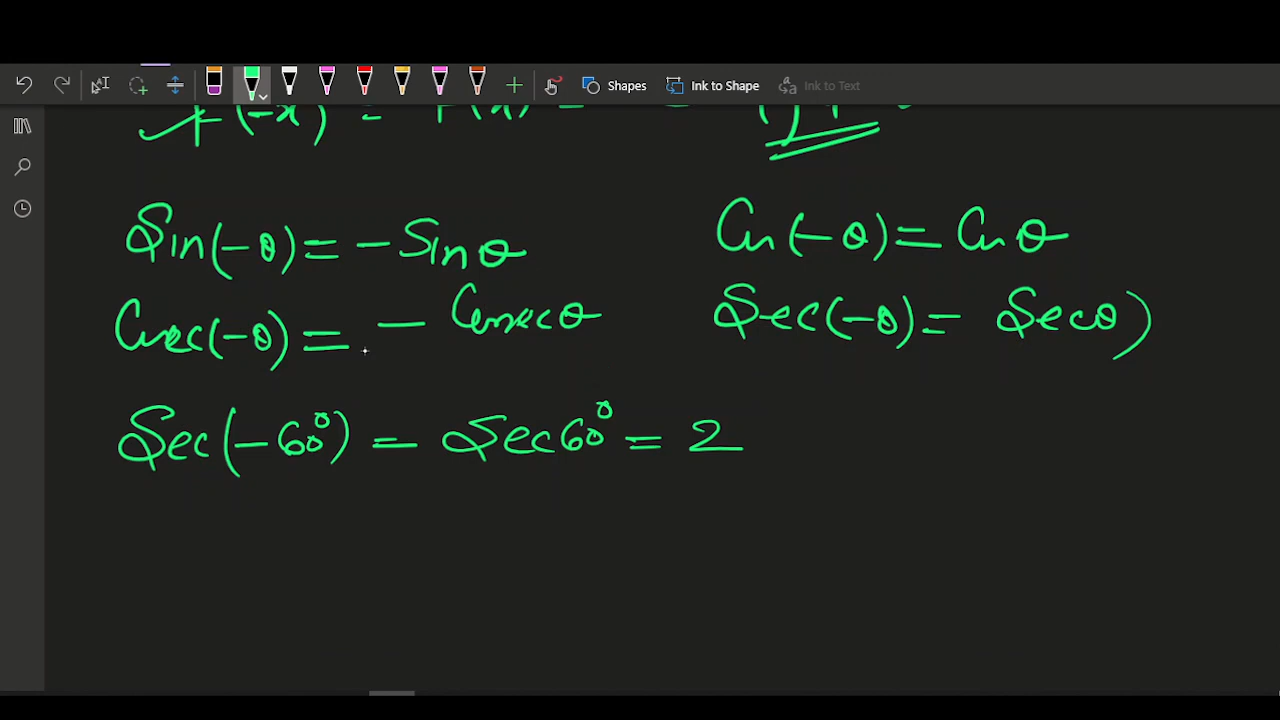 Shapes Ink to Shape Ink to Text
(-x) =
Sin(-θ) = -Sinθ
Cos(-θ) = Cosθ
Cosec(-θ) = - Cosecθ
Sec(-θ) = Secθ)
Sec(-60°) = Sec60° = 2